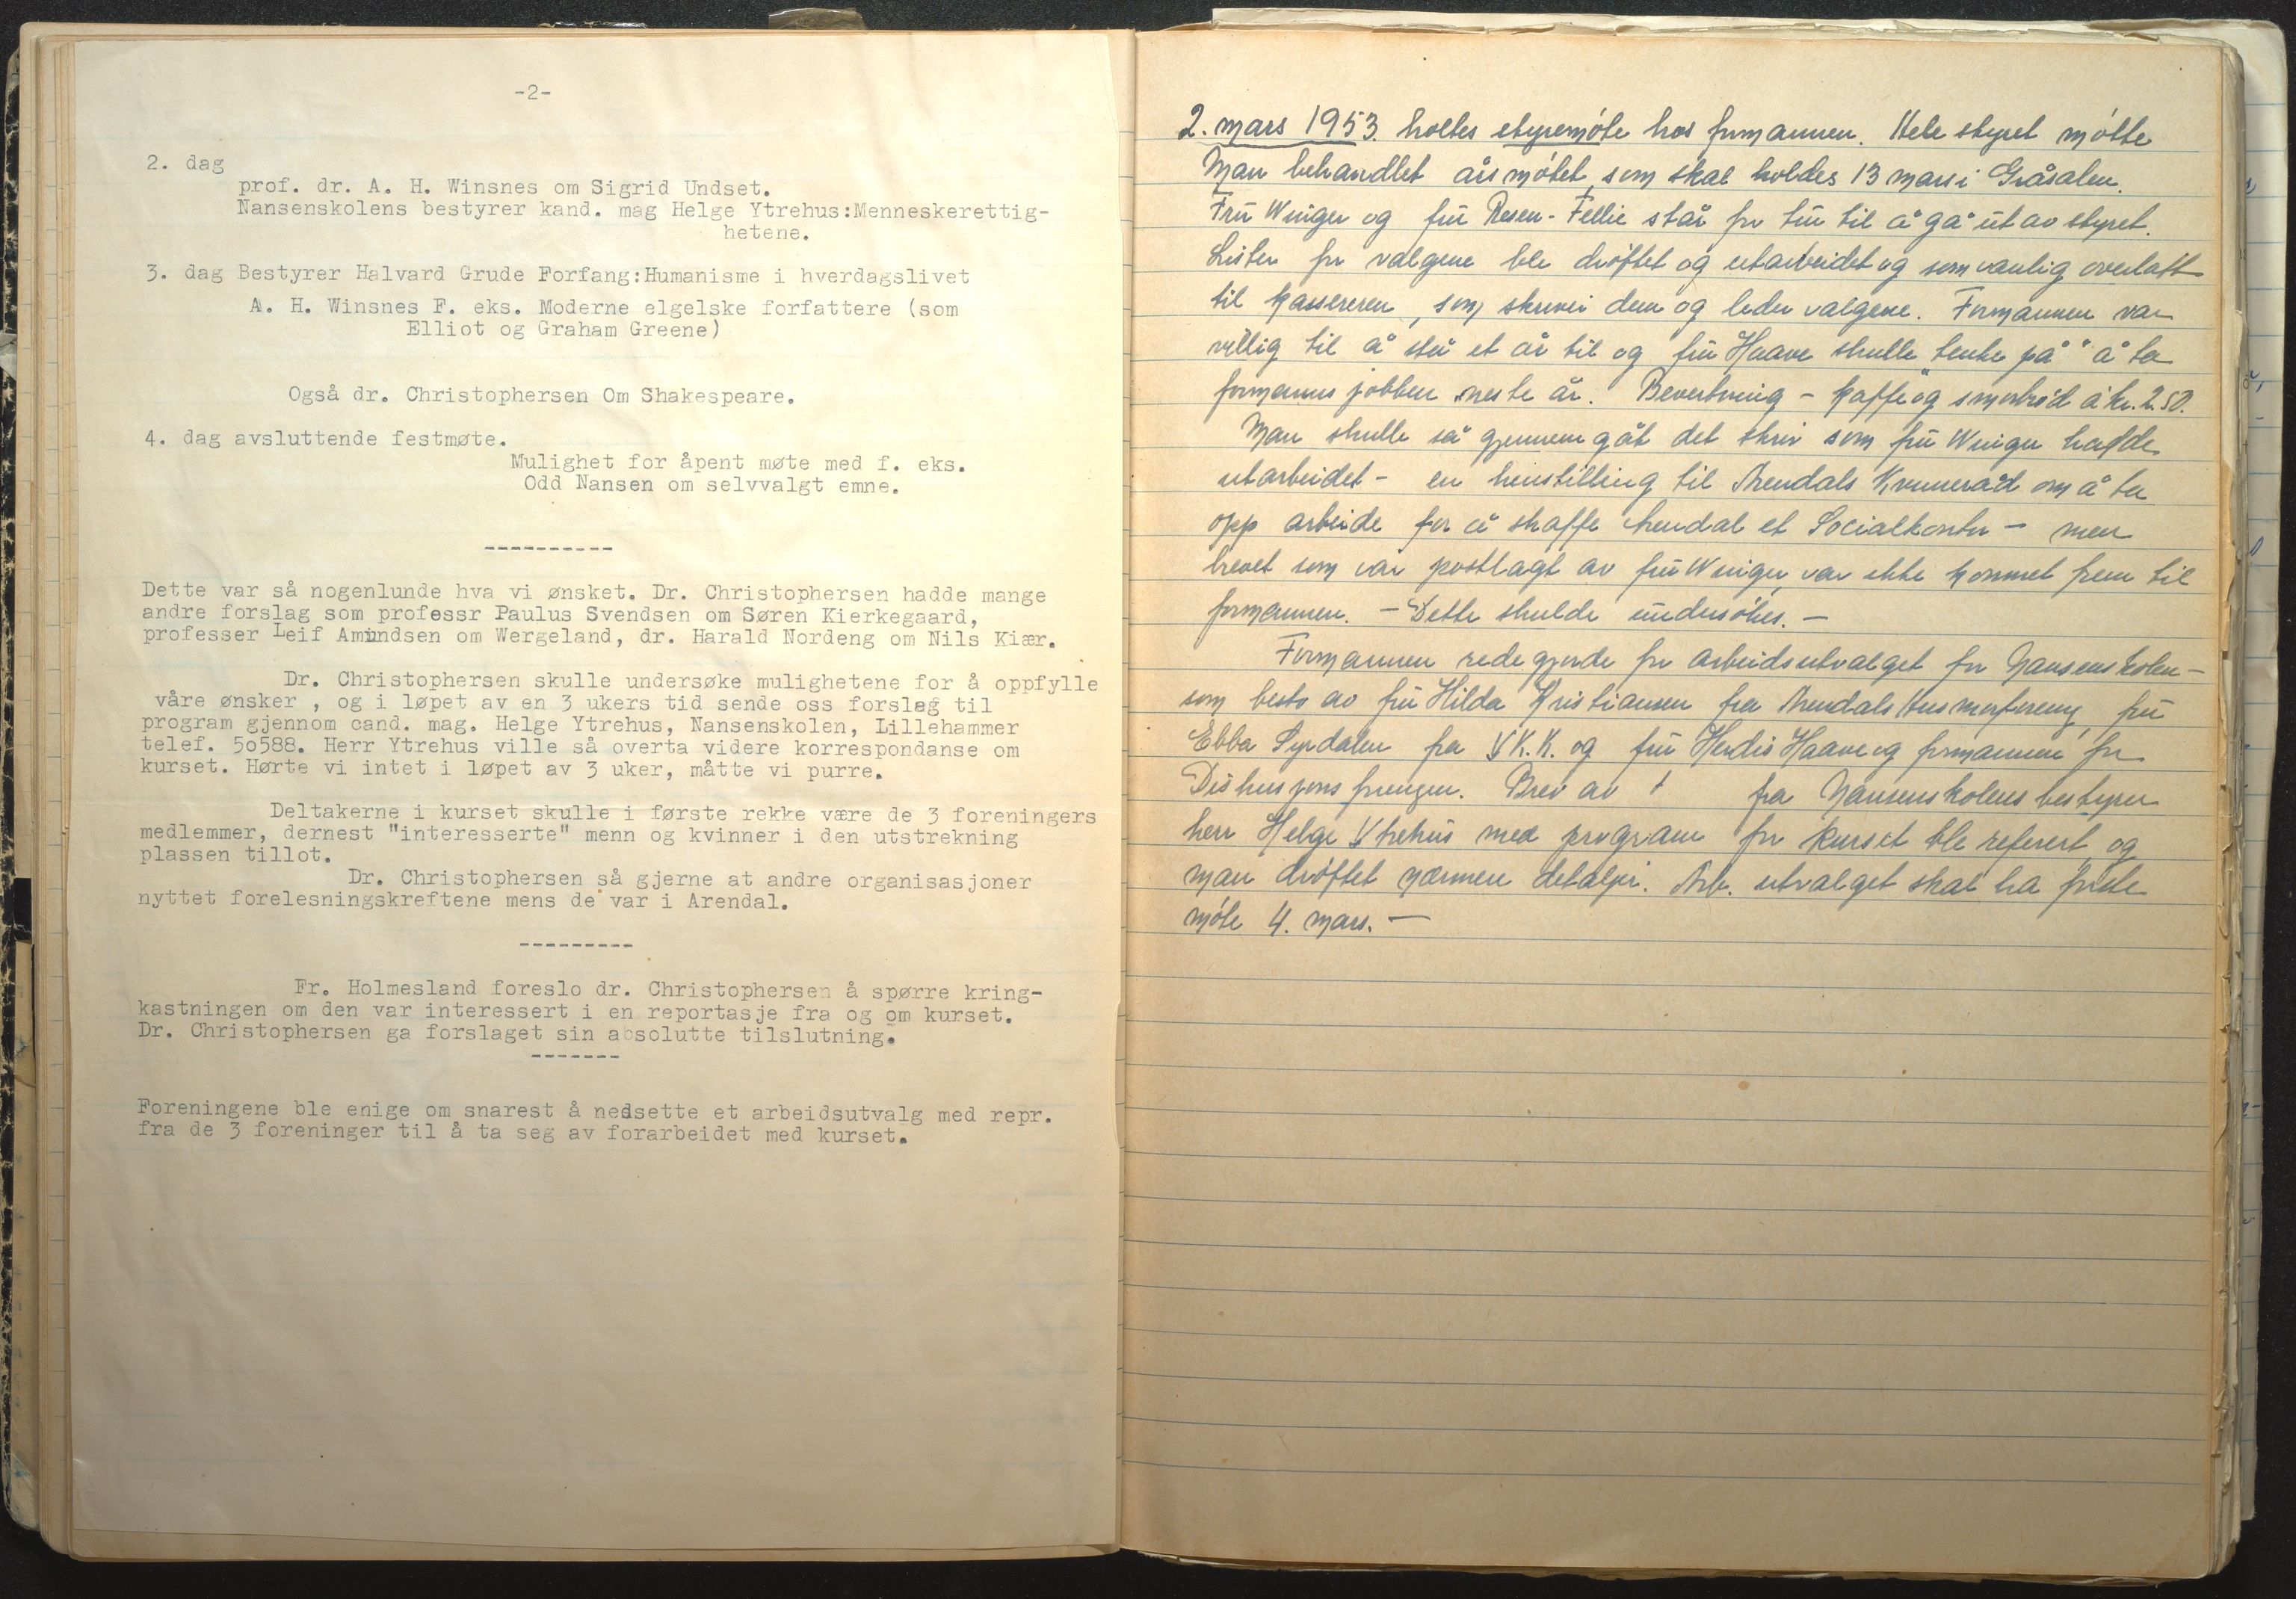 -2-
2. dag
prof. dr. A. H. Winsnes om Sigrid Undset.
Nansenskolens bestyrer kand. mag Helge Ytrehus:Menneskerettig-
hetene.
3. dag Bestyrer Halvard Grude Forfang:Humanisme i hverdagslivet
A. H. Winsnes F. eks. Moderne elgelske forfattere (som
Elliot og Graham Greene)
Også dr. Christophersen Om Shakespeare.
4. dag avsluttende festmøte.
Mulighet for åpent møte med f. eks.
Odd Nansen om selvvalgt emne.
----------
Dette var så nogenlunde hva vi ønsket. Dr. Christophersen hadde mange
andre forslag som professr Paulus Svendsen om Søren Kierkegaard,
professer Leif Amundsen om Wergeland, dr. Harald Nordeng om Nils Kiær.
Dr. Christophersen skulle undersøke mulighetene for å oppfylle
våre ønsker , og i løpet av en 3 ukers tid sende oss forslag til
program gjennom cand. mag. Helge Ytrehus, Nansenskolen, Lillehammer
telef. 5o588. Herr Ytrehus ville så overta videre korrespondanse om
kurset. Hørte vi intet i løpet av 3 uker, måtte vi purre.
Deltakerne i kurset skulle i første rekke være de 3 foreningers
medlemmer, dernest "interesserte" menn og kvinner i den utstrekning
plassen tillot.
Dr. Christophersen så gjerne at andre organisasjoner
nyttet forelesningskreftene mens de var i Arendal.
---------
Fr. Holmesland foreslo dr. Christophersen å spørre kring-
kastningen om den var interessert i en reportasje fra og om kurset.
Dr. Christophersen ga forslaget sin absolutte tilslutning.
-------
Foreningene ble enige om snarest å nedsette et arbeidsutvalg med repr.
fra de 3 foreninger til å ta seg av forarbeidet med kurset.
2. mars 1953. holtes styremøte hos formannen. Hele styret møtte
Man behandlet årsmøtet, som skal holdes 13 mars i Gråsalen.
Fru Winger og fru Resen-Fellie står for tur til å gå ut av styret.
Listen for valgene ble drøftet og utarbeidet og som vanlig overlatt
til kassereren, som skriver dem og leder valgene. Formannen var
villig til å stå et år til og fru Haave skulle "tenke på" å ta
formannsjobben neste år. Bevertning - kaffe og smørbrød à kr. 2.50.
Man skulle så gjennemgåt det skriv som fru Winger hadde
utarbeidet - en henstilling til Arendals Kvinneråd om å ta
opp arbeide for å skaffe Arendal et Socialkontor - men
brevet som var postlagt av fru Winger, var ikke kommet frem til
formannen. - Dette skulde undersøkes. -
Formannen redegjorde for arbeidsutvalget for Nansenskolen -
som besto av fru Hilda Kristiansen fra Arendals Husmorforening, fru
Ebba Syrdalen fra Y.K.K. og fru Herdis Haave og formannen for
Diskusjonsforeningen. Brev av fra Nansenskolens bestyrer
herr Helge Ytrehus med program for kurset ble referert og
man drøftet nærmere detaljer. Arb. utvalget skal ha første
møte 4. mars. -